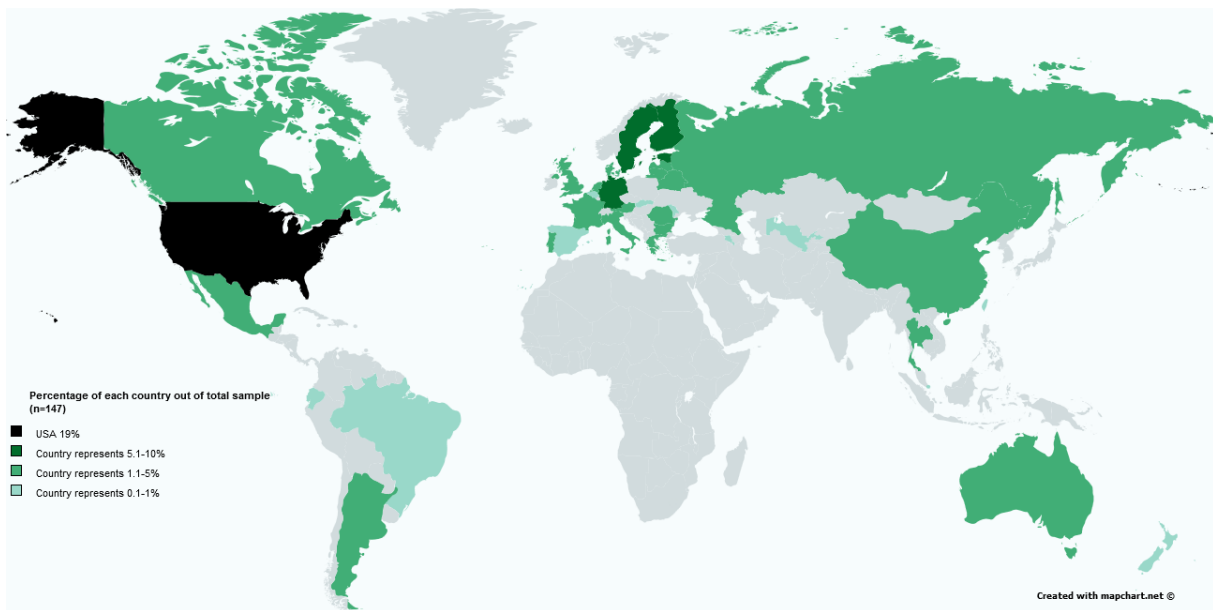 Percentage of each country out of total sample
(n=147)
USA 19%
Country represents 5.1-10%
Country represents 1.1-5%
Country represents 0.1-1%
Created with mapchart.net ©